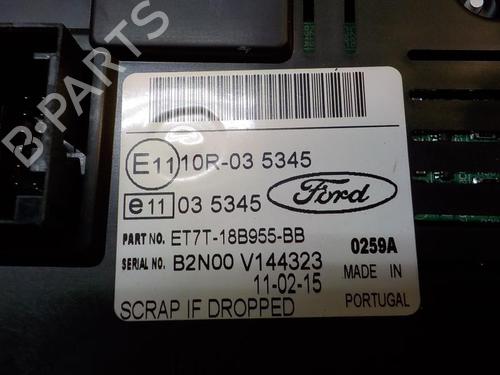 B-PARTS
E11 10R-03 5345
e11 03 5345 Ford
PART NO. ET7T-18B955-BB 0259A
SERIAL NO. B2N00 V144323 MADE IN
11-02-15 PORTUGAL
SCRAP IF DROPPED